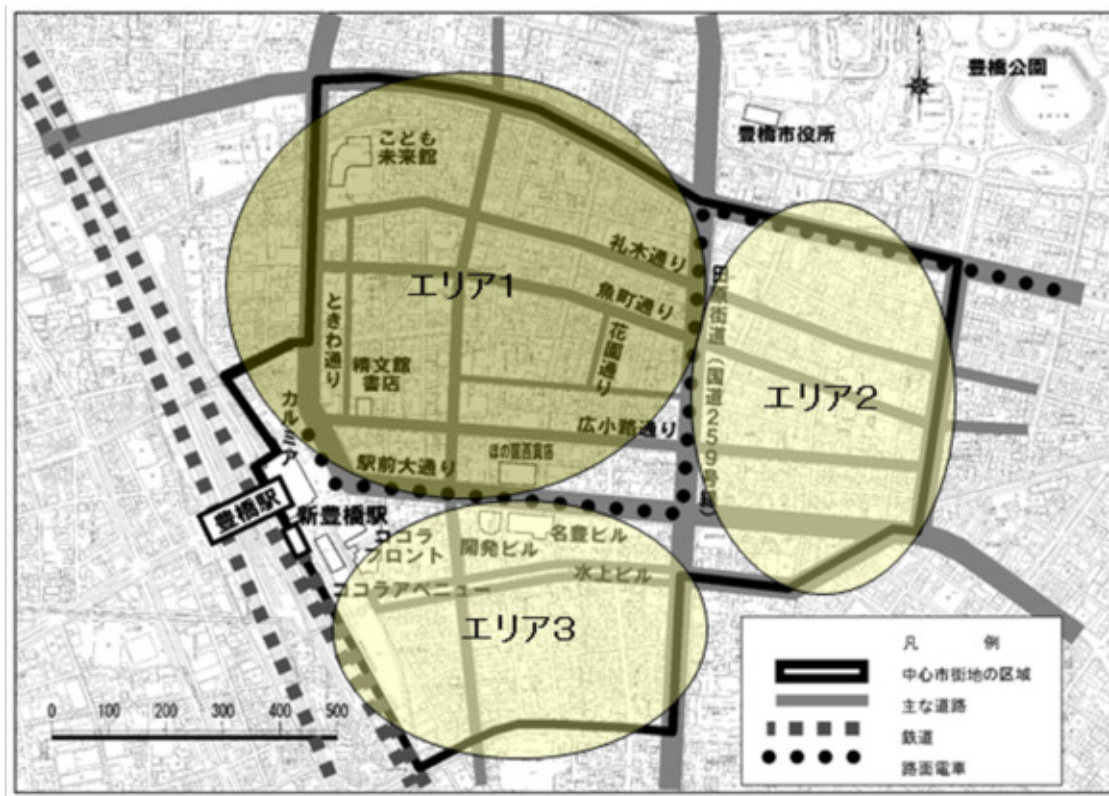 豊橋公園
豊橋市役所
こども
未来館
礼木通り
エリア1
魚町通り
田原街道(国道259号線)
ときわ通り
花園通り
エリア2
精文館
書店
カルミア
広小路通り
ほの国百貨店
駅前大通り
豊橋駅
新豊橋駅
ココラ
フロント
開発ビル
名豊ビル
水上ビル
ココラアベニュー
エリア3
凡 例
中心市街地の区域
主な道路
鉄道
路面電車
0 100 200 300 400 500